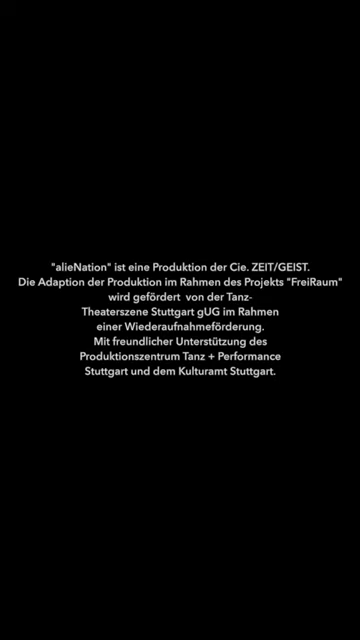 "alieNation" ist eine Produktion der Cie. ZEIT/GEIST.
Die Adaption der Produktion im Rahmen des Projekts "FreiRaum"
wird gefördert von der Tanz-
Theaterszene Stuttgart gUG im Rahmen
einer Wiederaufnahmeförderung.
Mit freundlicher Unterstützung des
Produktionszentrum Tanz + Performance
Stuttgart und dem Kulturamt Stuttgart.